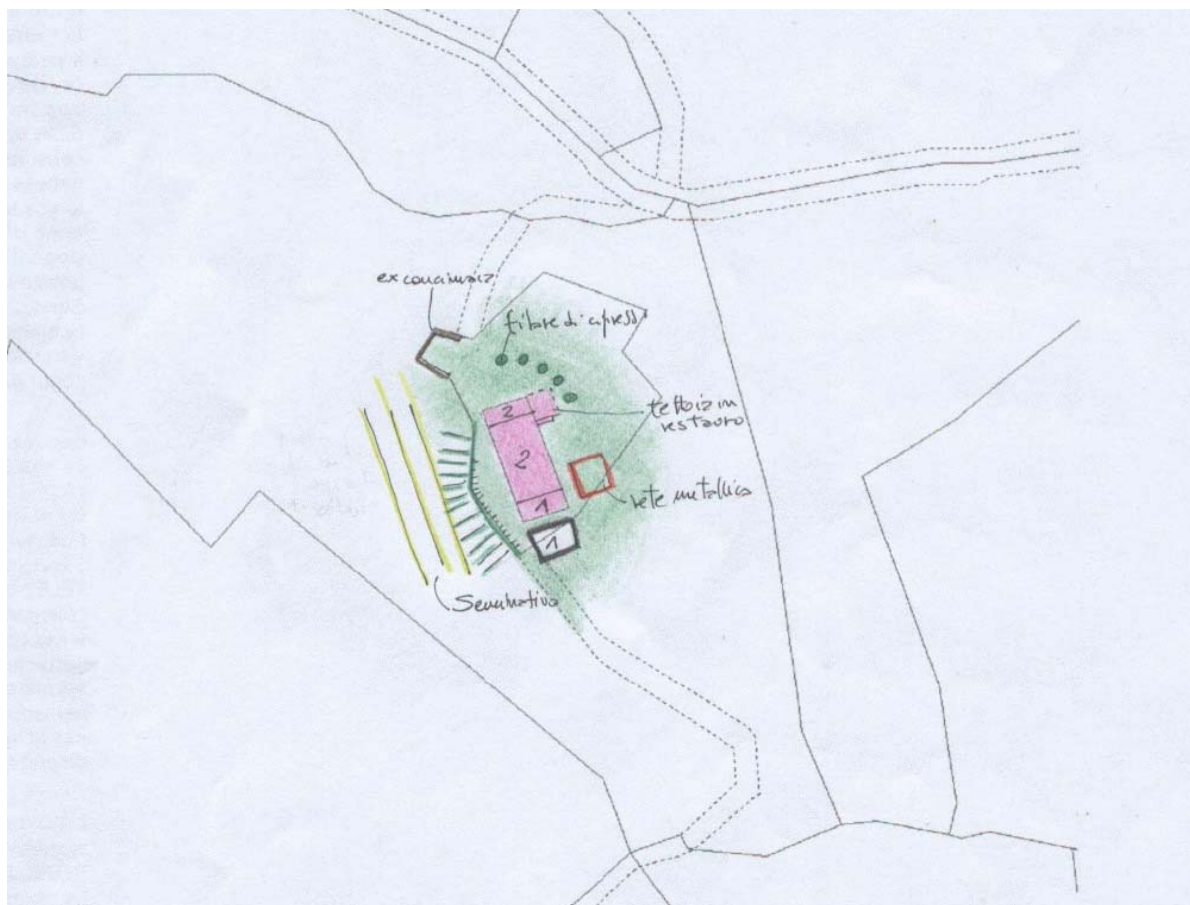 ex concimaia
filare di cipressi
2
tettoia in
restauro
2
rete metallica
1
1
Seminativo